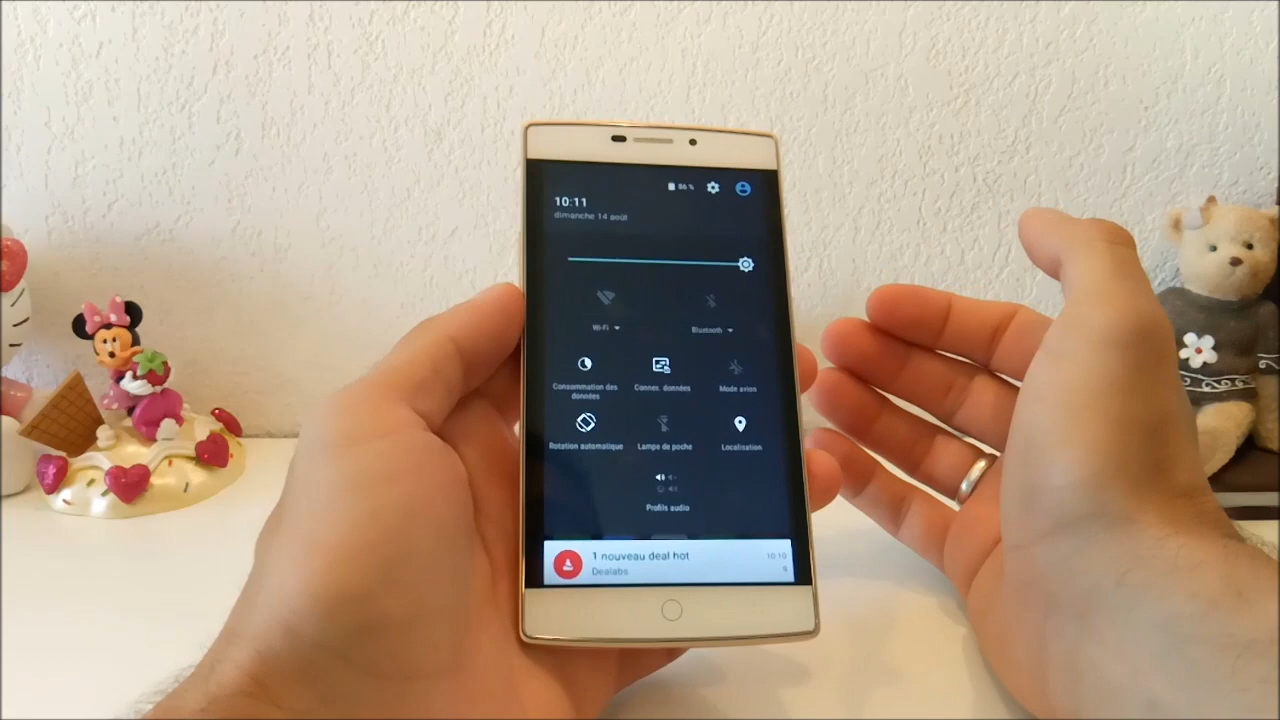 86 %
10:11
dimanche 14 août
Wi-Fi
Bluetooth
Consommation des
données
Connex. données
Mode avion
Rotation automatique
Lampe de poche
Localisation
Profils audio
1 nouveau deal hot
10:10
Dealabs